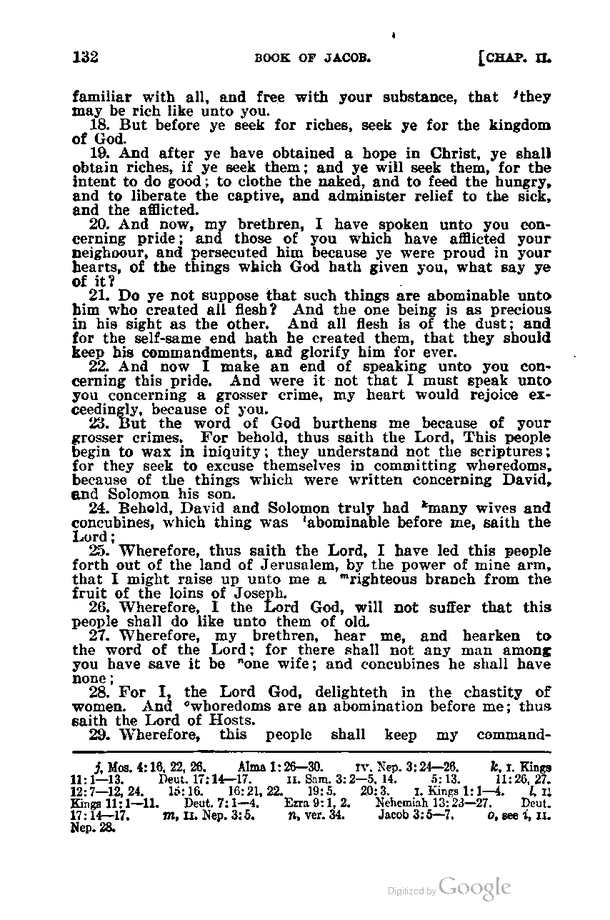 132 BOOK OF JACOB. [CHAP. II.
familiar with all, and free with your substance, that ʲthey
may be rich like unto you.
18. But before ye seek for riches, seek ye for the kingdom
of God.
19. And after ye have obtained a hope in Christ, ye shall
obtain riches, if ye seek them; and ye will seek them, for the
intent to do good; to clothe the naked, and to feed the hungry,
and to liberate the captive, and administer relief to the sick,
and the afflicted.
20. And now, my brethren, I have spoken unto you con-
cerning pride; and those of you which have afflicted your
neighbour, and persecuted him because ye were proud in your
hearts, of the things which God hath given you, what say ye
of it?
21. Do ye not suppose that such things are abominable unto
him who created all flesh? And the one being is as precious
in his sight as the other. And all flesh is of the dust; and
for the self-same end hath he created them, that they should
keep his commandments, and glorify him for ever.
22. And now I make an end of speaking unto you con-
cerning this pride. And were it not that I must speak unto
you concerning a grosser crime, my heart would rejoice ex-
ceedingly, because of you.
23. But the word of God burthens me because of your
grosser crimes. For behold, thus saith the Lord, This people
begin to wax in iniquity; they understand not the scriptures;
for they seek to excuse themselves in committing whoredoms,
because of the things which were written concerning David,
and Solomon his son.
24. Behold, David and Solomon truly had ᵏmany wives and
concubines, which thing was ˡabominable before me, saith the
Lord;
25. Wherefore, thus saith the Lord, I have led this people
forth out of the land of Jerusalem, by the power of mine arm,
that I might raise up unto me a ᵐrighteous branch from the
fruit of the loins of Joseph.
26. Wherefore, I the Lord God, will not suffer that this
people shall do like unto them of old.
27. Wherefore, my brethren, hear me, and hearken to
the word of the Lord; for there shall not any man among
you have save it be ⁿone wife; and concubines he shall have
none;
28. For I, the Lord God, delighteth in the chastity of
women. And ᵒwhoredoms are an abomination before me; thus
saith the Lord of Hosts.
29. Wherefore, this people shall keep my command-
j, Mos. 4:16, 22, 26. Alma 1:26—30. IV. Nep. 3:24—26. k, I. Kings
11:1—13. Deut. 17:14—17. II. Sam. 3:2—5, 14. 5:13. 11:26, 27.
12:7—12, 24. 15:16. 16:21, 22. 19:5. 20:3. I. Kings 1:1—4. l, I.
Kings 11:1—11. Deut. 7:1—4. Ezra 9:1, 2. Nehemiah 13:23—27. Deut.
17:14—17. m, II. Nep. 3:5. n, ver. 34. Jacob 3:5—7. o, see i, II.
Nep. 28.
Digitized by Google